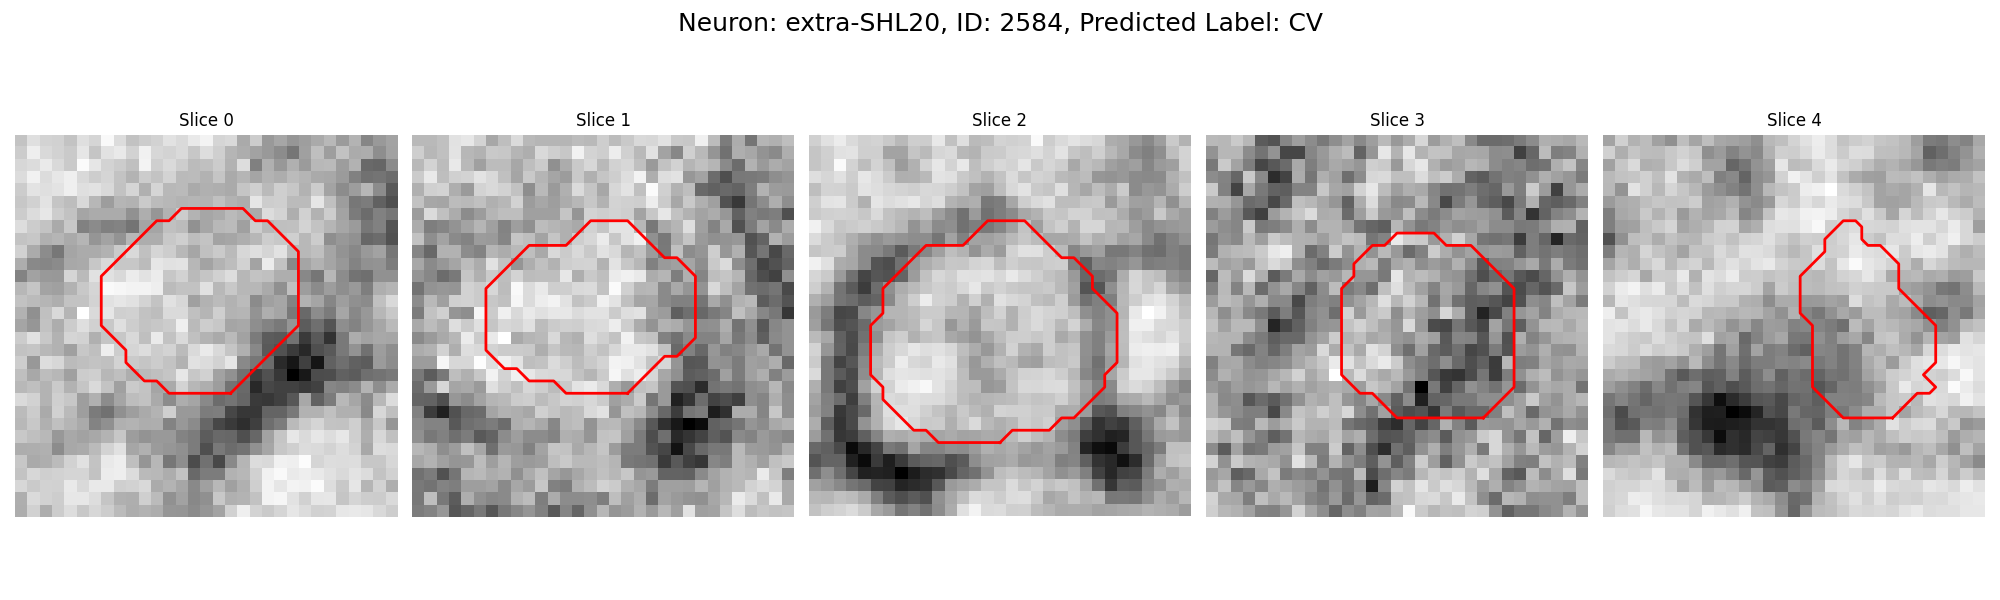 Neuron: extra-SHL20, ID: 2584, Predicted Label: CV
Slice 0
Slice 1
Slice 2
Slice 3
Slice 4